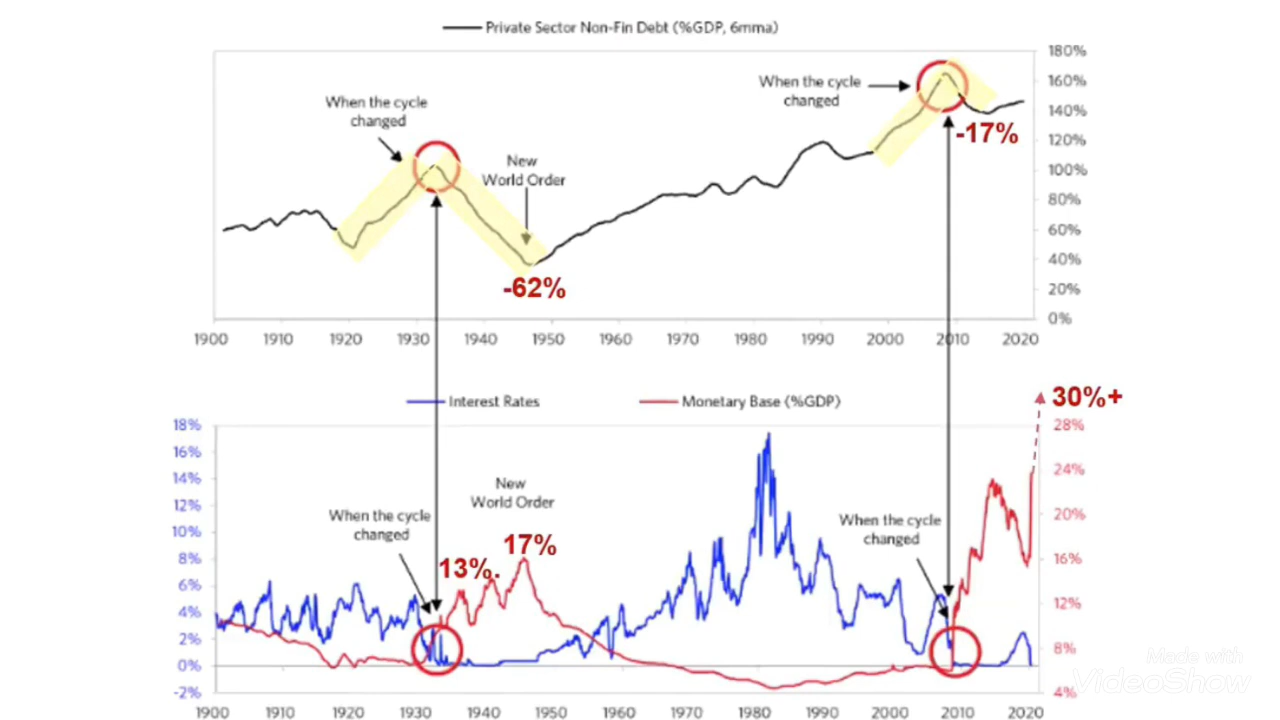 Private Sector Non-Fin Debt (%GDP, 6mma)
180%
160%
140%
120%
100%
80%
60%
40%
20%
0%
When the cycle
changed
New
World Order
-62%
When the cycle
changed
-17%
1900 1910 1920 1930 1940 1950 1960 1970 1980 1990 2000 2010 2020
Interest Rates
Monetary Base (%GDP)
30%+
18%
16%
14%
12%
10%
8%
6%
4%
2%
0%
-2%
28%
24%
20%
16%
12%
8%
4%
When the cycle
changed
New
World Order
13%.
17%
When the cycle
changed
1900 1910 1920 1930 1940 1950 1960 1970 1980 1990 2000 2010 2020
Made with
VideoShow